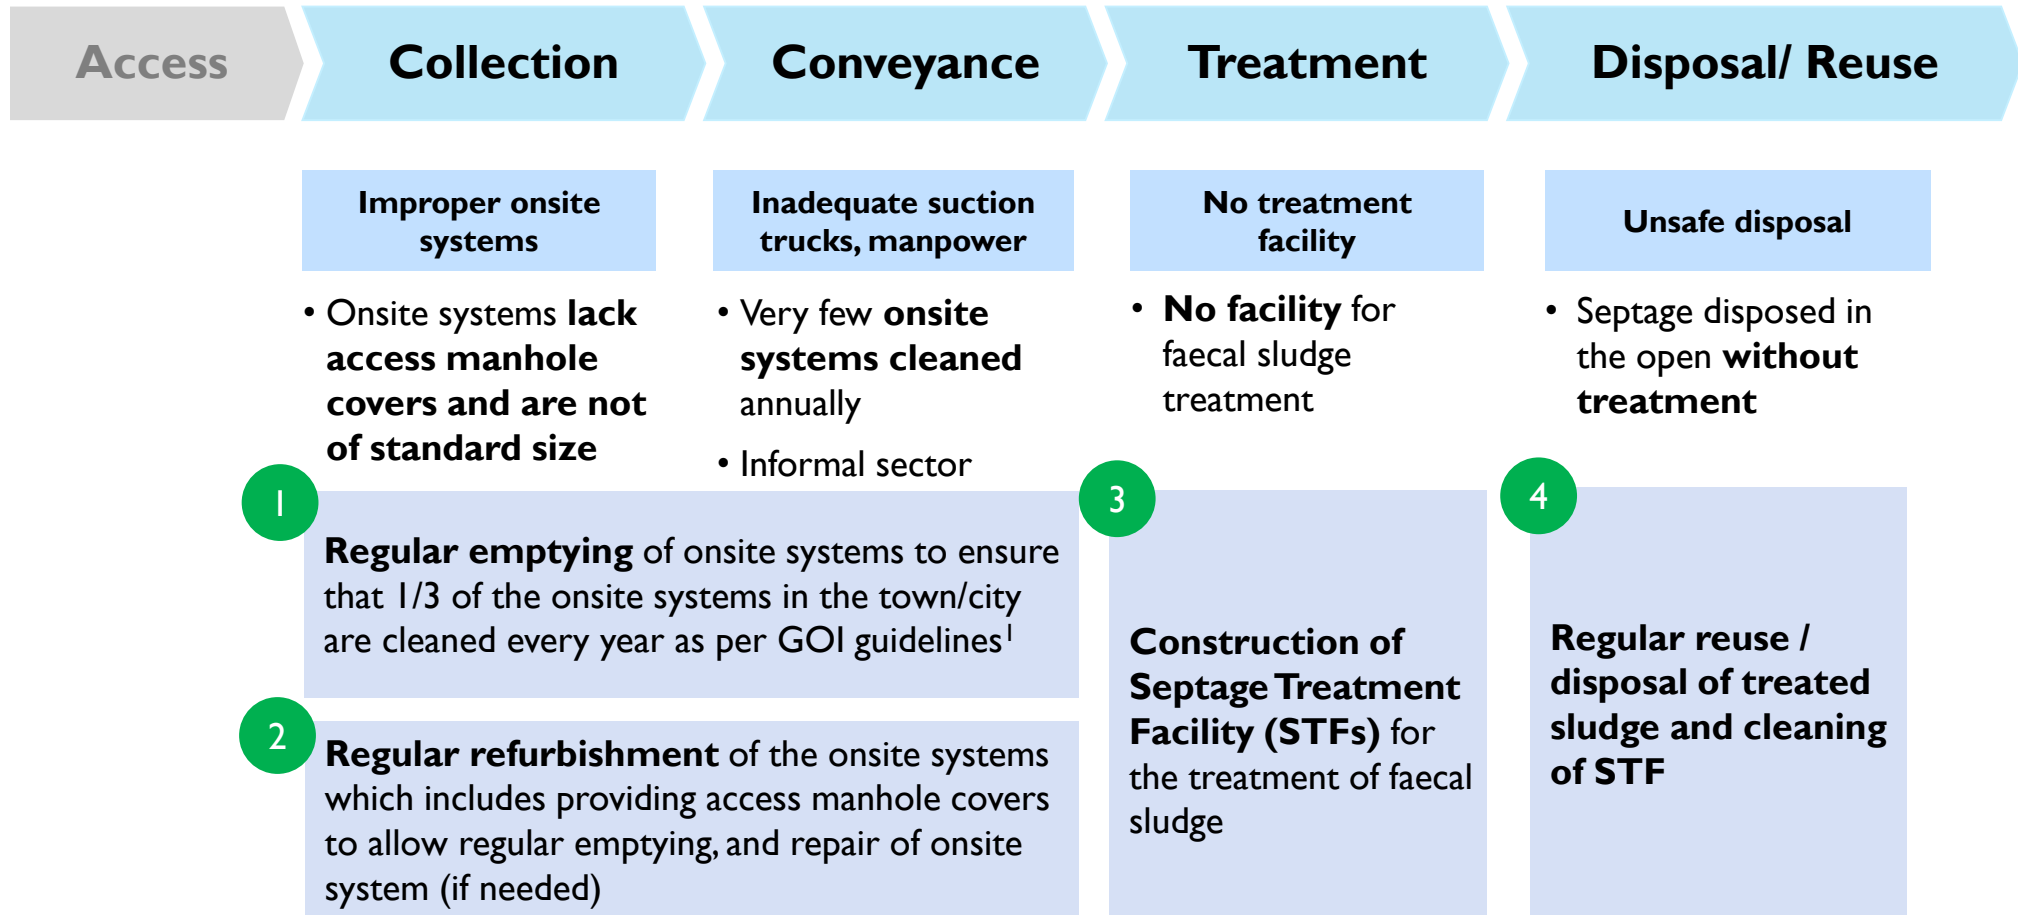 Access
Collection
Conveyance
Treatment
Disposal/ Reuse
Improper onsite
systems
Inadequate suction
trucks, manpower
No treatment
facility
Unsafe disposal
• Onsite systems lack
access manhole
covers and are not
of standard size
• Very few onsite
systems cleaned
annually
• Informal sector
• No facility for
faecal sludge
treatment
• Septage disposed in
the open without
treatment
1
Regular emptying of onsite systems to ensure
that 1/3 of the onsite systems in the town/city
are cleaned every year as per GOI guidelines¹
2
Regular refurbishment of the onsite systems
which includes providing access manhole covers
to allow regular emptying, and repair of onsite
system (if needed)
3
Construction of
Septage Treatment
Facility (STFs) for
the treatment of faecal
sludge
4
Regular reuse /
disposal of treated
sludge and cleaning
of STF